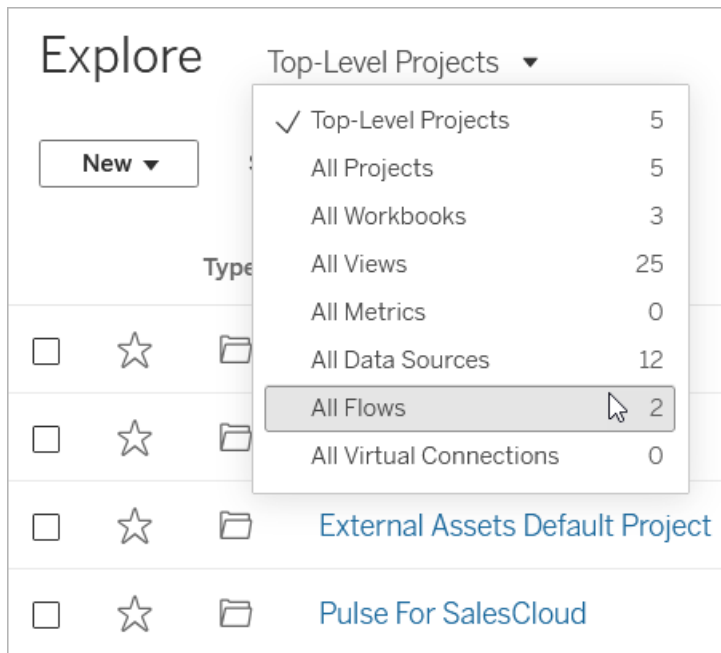 Explore Top-Level Projects
Top-Level Projects 5
New
All Projects 5
All Workbooks 3
All Views 25
Type
All Metrics 0
All Data Sources 12
All Flows 2
All Virtual Connections 0
External Assets Default Project
Pulse For SalesCloud